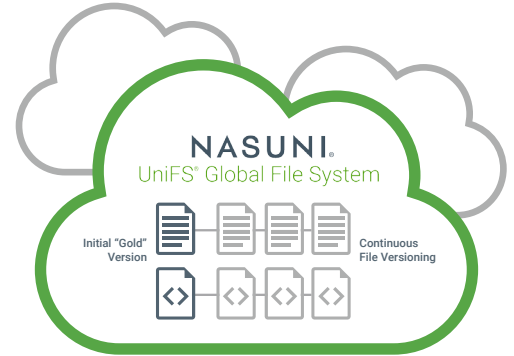 NASUNI®
UniFS® Global File System
Initial “Gold”
Version
Continuous
File Versioning